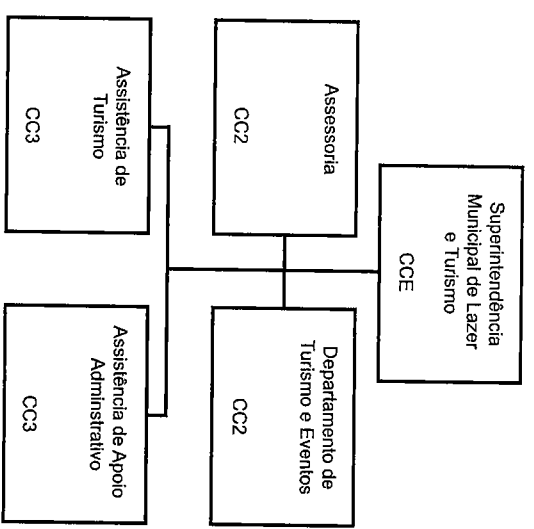 Superintendência
Municipal de Lazer
e Turismo
CCE
Assessoria
CC2
Departamento de
Turismo e Eventos
CC2
Assistência de
Turismo
CC3
Assistência de Apoio
Adminstrativo
CC3